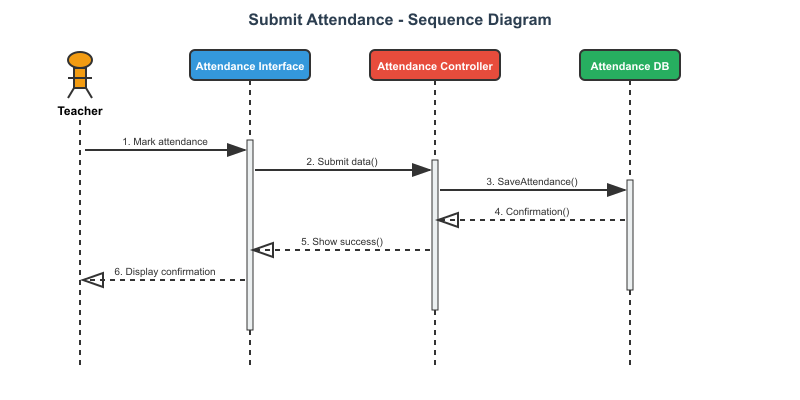 Submit Attendance - Sequence Diagram
Attendance Interface
Attendance Controller
Attendance DB
Teacher
1. Mark attendance
2. Submit data()
3. SaveAttendance()
4. Confirmation()
5. Show success()
6. Display confirmation